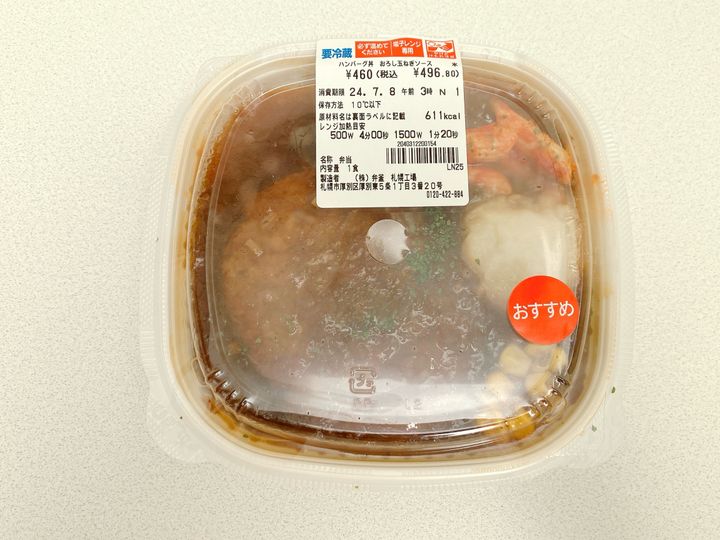 要冷蔵 必ず温めて 電子レンジ
ください 専用
ハンバーグ丼 おろし玉ねぎソース *
¥460(税込 ¥496.80)
消費期限 24.7.8 午前 3時 N 1
保存方法 10℃以下
原材料名は裏面ラベルに記載 611kcal
レンジ加熱目安
500W 4分00秒 1500W 1分20秒
2040312200154
名称 弁当
内容量 1食 LN25
製造者 (株)弁釜 札幌工場
札幌市厚別区厚別東5条1丁目3番20号
0120-422-884
おすすめ
プラ